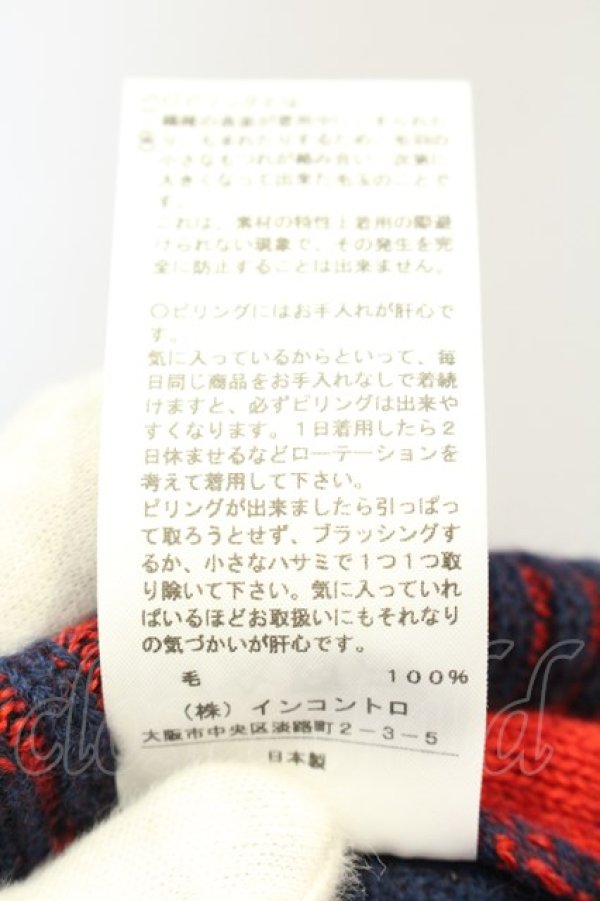 〇ピリングとは
繊維の表面が着用中に、すられた
り、もまれたりするため、毛羽の
小さなもつれが絡み合い、次第に
大きくなって出来た毛玉のことで
す。
これは、素材の特性上着用の際避
けられない現象で、その発生を完
全に防止することは出来ません。
〇ピリングにはお手入れが肝心で
す。
気に入っているからといって、毎
日同じ商品をお手入れなしで着続
けますと、必ずピリングは出来や
すくなります。１日着用したら２
日休ませるなどローテーションを
考えて着用して下さい。
ピリングが出来ましたら引っぱっ
て取ろうとせず、ブラッシングす
るか、小さなハサミで１つ１つ取
り除いて下さい。気に入っていれ
ばいるほどお取扱いにもそれなり
の気づかいが肝心です。
毛 100%
（株）インコントロ
大阪市中央区淡路町２－３－５
日本製